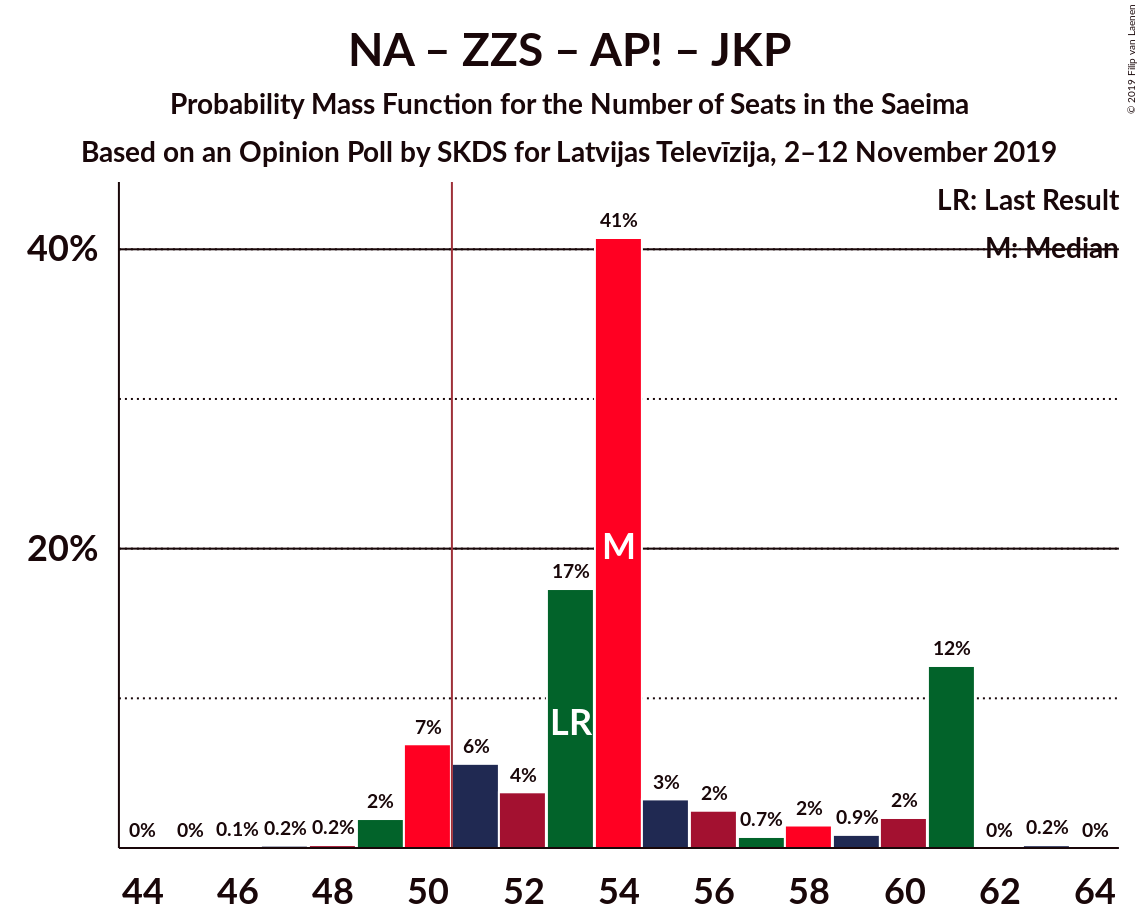 NA – ZZS – AP! – JKP
Probability Mass Function for the Number of Seats in the Saeima
Based on an Opinion Poll by SKDS for Latvijas Televīzija, 2–12 November 2019
© 2019 Filip van Laenen
LR: Last Result
M: Median
40%
20%
0%
0%
0.1%
0.2%
0.2%
2%
7%
6%
4%
17%
41%
3%
2%
0.7%
2%
0.9%
2%
12%
0%
0.2%
0%
LR
M
44 46 48 50 52 54 56 58 60 62 64